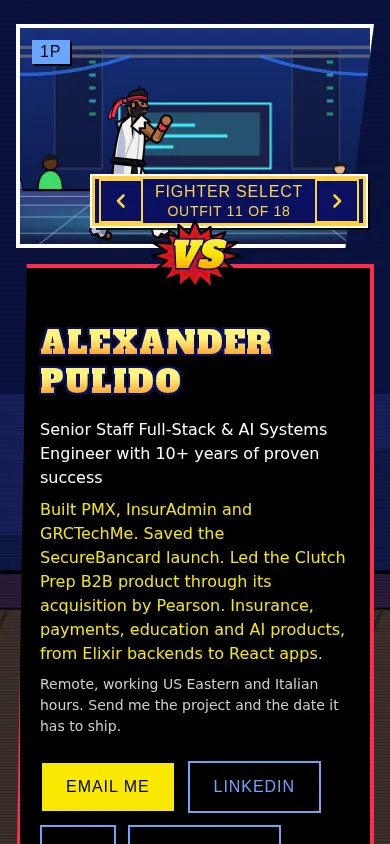 1P
FIGHTER SELECT
OUTFIT 11 OF 18
VS
ALEXANDER
PULIDO
Senior Staff Full-Stack & AI Systems
Engineer with 10+ years of proven
success
Built PMX, InsurAdmin and
GRCTechMe. Saved the
SecureBancard launch. Led the Clutch
Prep B2B product through its
acquisition by Pearson. Insurance,
payments, education and AI products,
from Elixir backends to React apps.
Remote, working US Eastern and Italian
hours. Send me the project and the date it
has to ship.
EMAIL ME
LINKEDIN